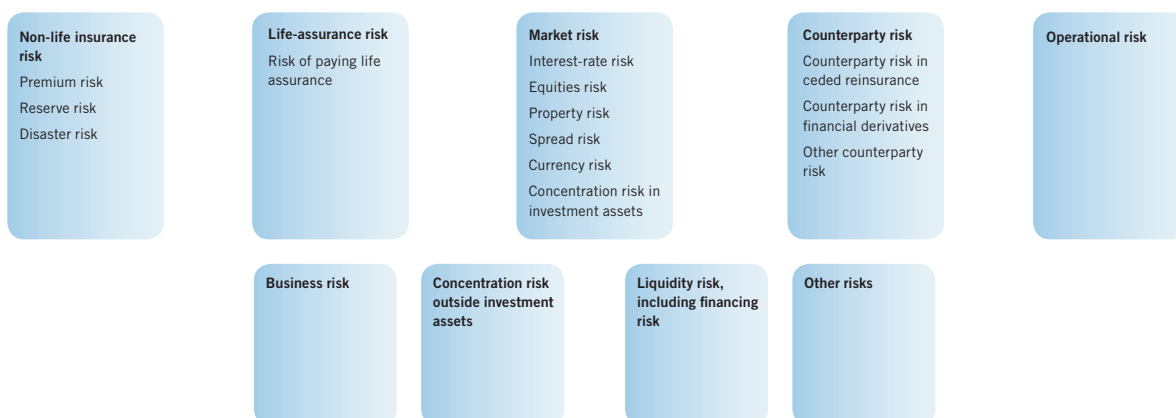 Non-life insurance
risk
Premium risk
Reserve risk
Disaster risk
Life-assurance risk
Risk of paying life
assurance
Market risk
Interest-rate risk
Equities risk
Property risk
Spread risk
Currency risk
Concentration risk in
investment assets
Counterparty risk
Counterparty risk in
ceded reinsurance
Counterparty risk in
financial derivatives
Other counterparty
risk
Operational risk
Business risk
Concentration risk
outside investment
assets
Liquidity risk,
including financing
risk
Other risks